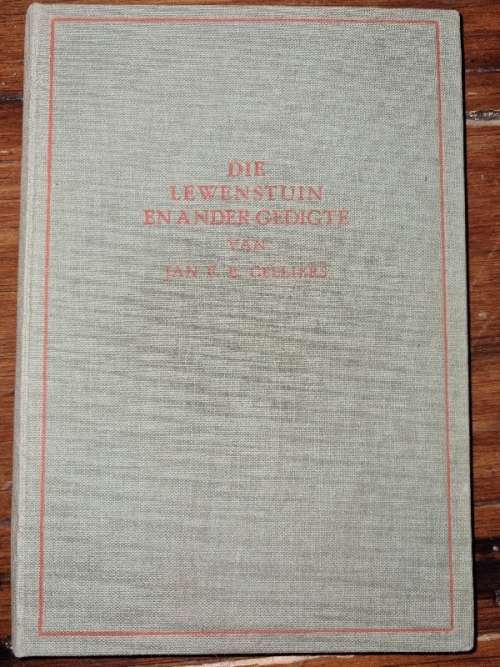 DIE
LEWENSTUIN
EN ANDER GEDIGTE
VAN
JAN F. E. CELLIERS